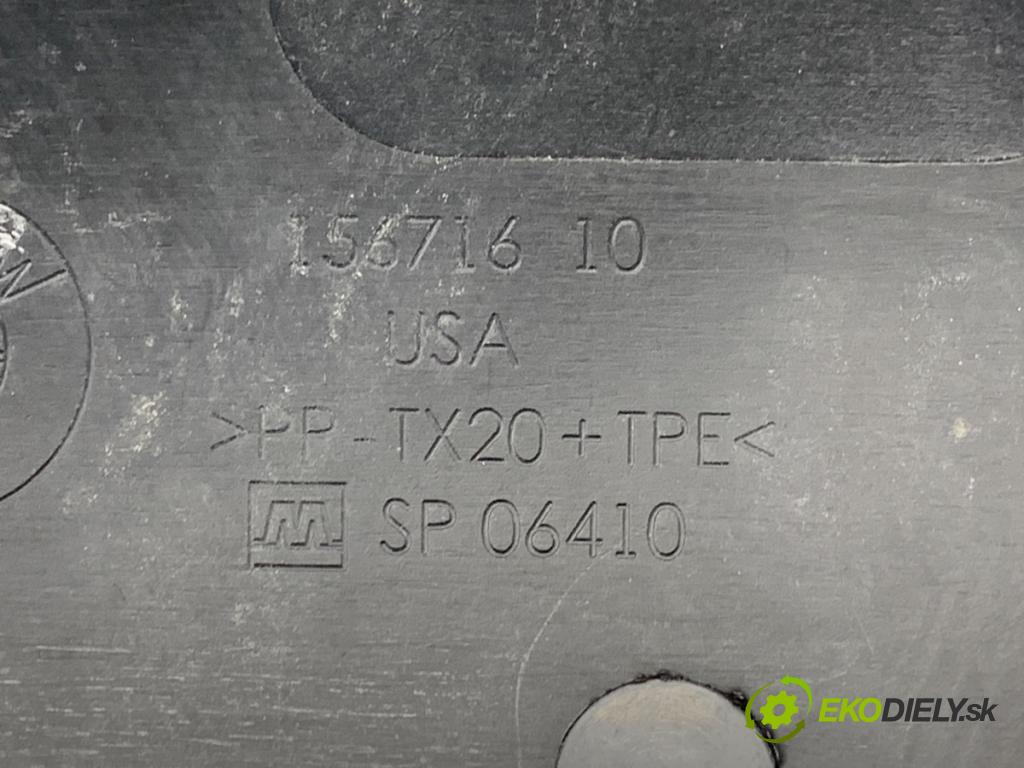 156716 10
USA
>PP-TX20+TPE<
M SP 06410
EKODIELY.sk